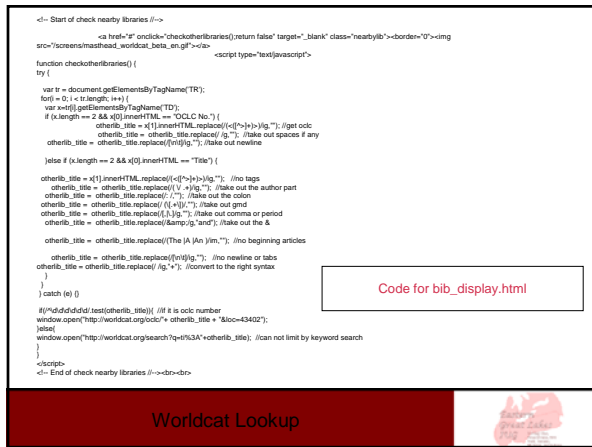 <!-- Start of check nearby libraries //-->
<a href="#" onclick="checkotherlibraries();return false" target="_blank" class="nearbylib"><border="0"><img
src="/screens/masthead_worldcat_beta_en.gif"></a>
<script type="text/javascript">
function checkotherlibraries() {
try {
var tr = document.getElementsByTagName('TR');
for(i = 0; i < tr.length; i++) {
var x=tr[i].getElementsByTagName('TD');
if (x.length == 2 && x[0].innerHTML == "OCLC No.") {
otherlib_title = x[1].innerHTML.replace(/(<([^>]+)>)/ig,""); //get oclc
otherlib_title = otherlib_title.replace(/ /g,""); //take out spaces if any
otherlib_title = otherlib_title.replace(/[\n\t]/ig,""); //take out newline
}else if (x.length == 2 && x[0].innerHTML == "Title") {
otherlib_title = x[1].innerHTML.replace(/(<([^>]+)>)/ig,""); //no tags
otherlib_title = otherlib_title.replace(/( \/ .+)/ig,""); //take out the author part
otherlib_title = otherlib_title.replace(/: /,""); //take out the colon
otherlib_title = otherlib_title.replace(/ (\[.+\])/,""); //take out gmd
otherlib_title = otherlib_title.replace(/[,|\.]/g,""); //take out comma or period
otherlib_title = otherlib_title.replace(/&amp;/g,"and"); //take out the &
otherlib_title = otherlib_title.replace(/(The |A |An )/im,""); //no beginning articles
otherlib_title = otherlib_title.replace(/[\n\t]/ig,""); //no newline or tabs
otherlib_title = otherlib_title.replace(/ /ig,"+"); //convert to the right syntax
}
}
} catch (e) {}
if(/^\d\d\d\d\d\d/.test(otherlib_title)){ //if it is oclc number
window.open("http://worldcat.org/oclc/"+ otherlib_title + "&loc=43402");
}else{
window.open("http://worldcat.org/search?q=ti%3A"+otherlib_title); //can not limit by keyword search
}
}
</script>
<!-- End of check nearby libraries //--><br><br>
Code for bib_display.html
Worldcat Lookup
Eastern
Great Lakes